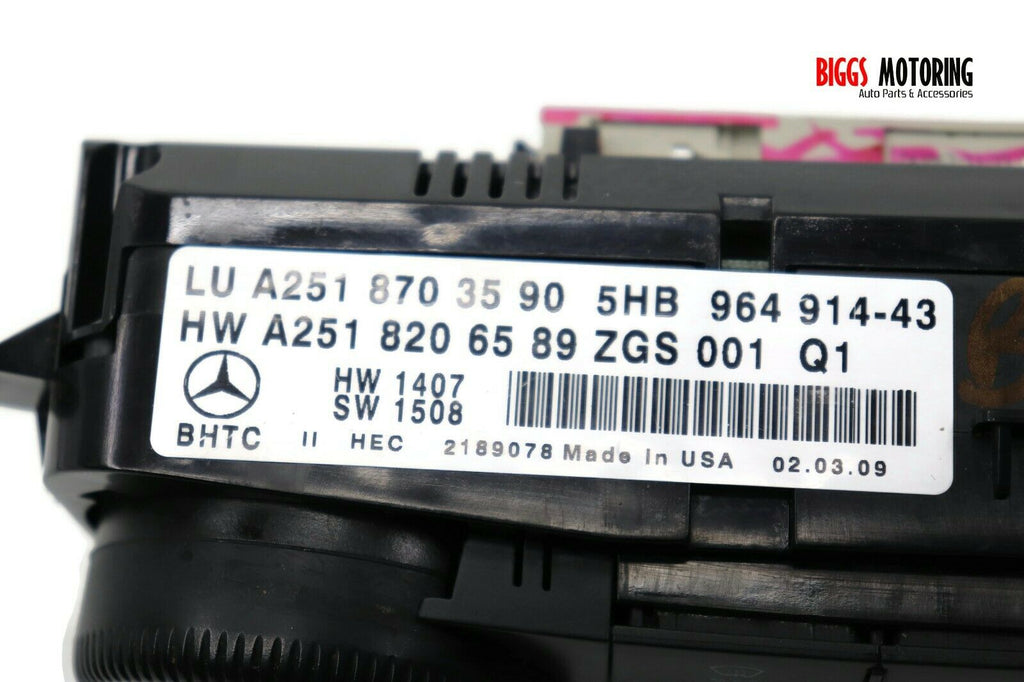 BIGGS MOTORING
Auto Parts & Accessories
LU A251 870 35 90 5HB 964 914-43
HW A251 820 65 89 ZGS 001 Q1
HW 1407
SW 1508
BHTC II HEC 2189078 Made in USA 02.03.09